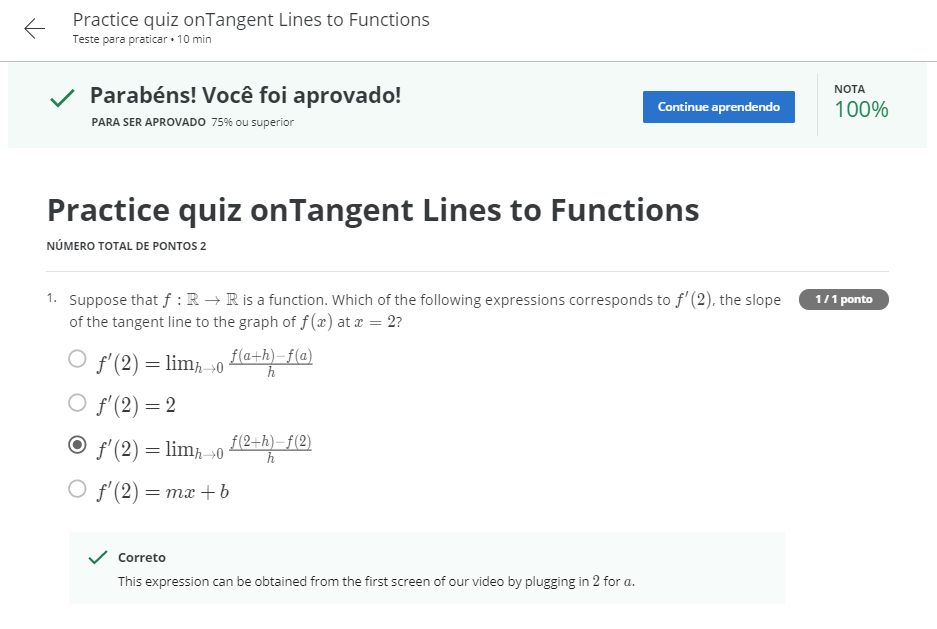 Practice quiz onTangent Lines to Functions
Teste para praticar • 10 min
Parabéns! Você foi aprovado!
PARA SER APROVADO 75% ou superior
Continue aprendendo
NOTA
100%
Practice quiz onTangent Lines to Functions
NÚMERO TOTAL DE PONTOS 2
1. Suppose that f : ℝ → ℝ is a function. Which of the following expressions corresponds to f′(2), the slope
1 / 1 ponto
of the tangent line to the graph of f(x) at x = 2?
f′(2) = lim_{h→0} \frac{f(a+h)−f(a)}{h}
f′(2) = 2
f′(2) = lim_{h→0} \frac{f(2+h)−f(2)}{h}
f′(2) = mx + b
Correto
This expression can be obtained from the first screen of our video by plugging in 2 for a.